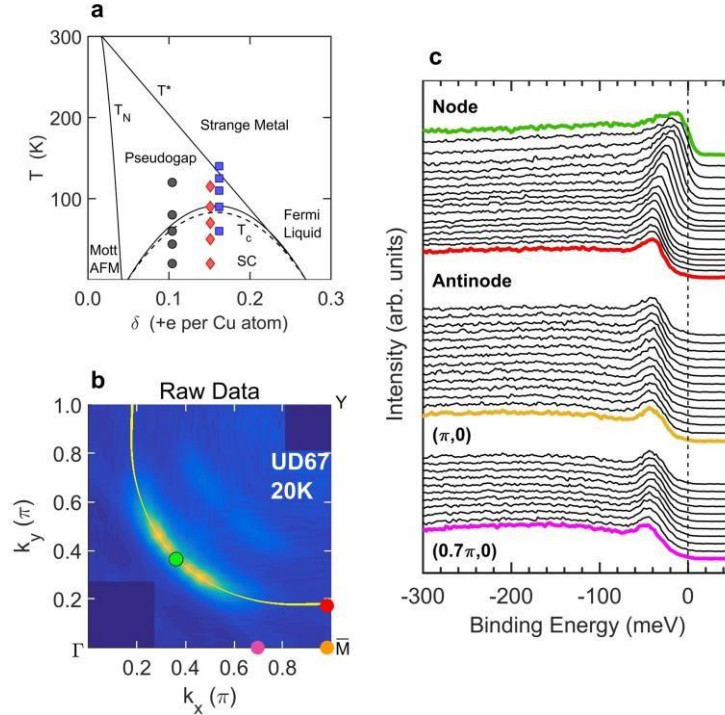 a
300
200
100
T (K)
T_N
T*
Strange Metal
Pseudogap
Fermi
Liquid
Mott
AFM
T_c
SC
0.0
0.1
0.2
0.3
δ (+e per Cu atom)
b
Raw Data
1.0
0.8
0.6
0.4
0.2
k_y (π)
Y
UD67
20K
Γ
M̅
0.2
0.4
0.6
0.8
k_x (π)
c
Node
Antinode
(π,0)
(0.7π,0)
Intensity (arb. units)
-300
-200
-100
0
Binding Energy (meV)